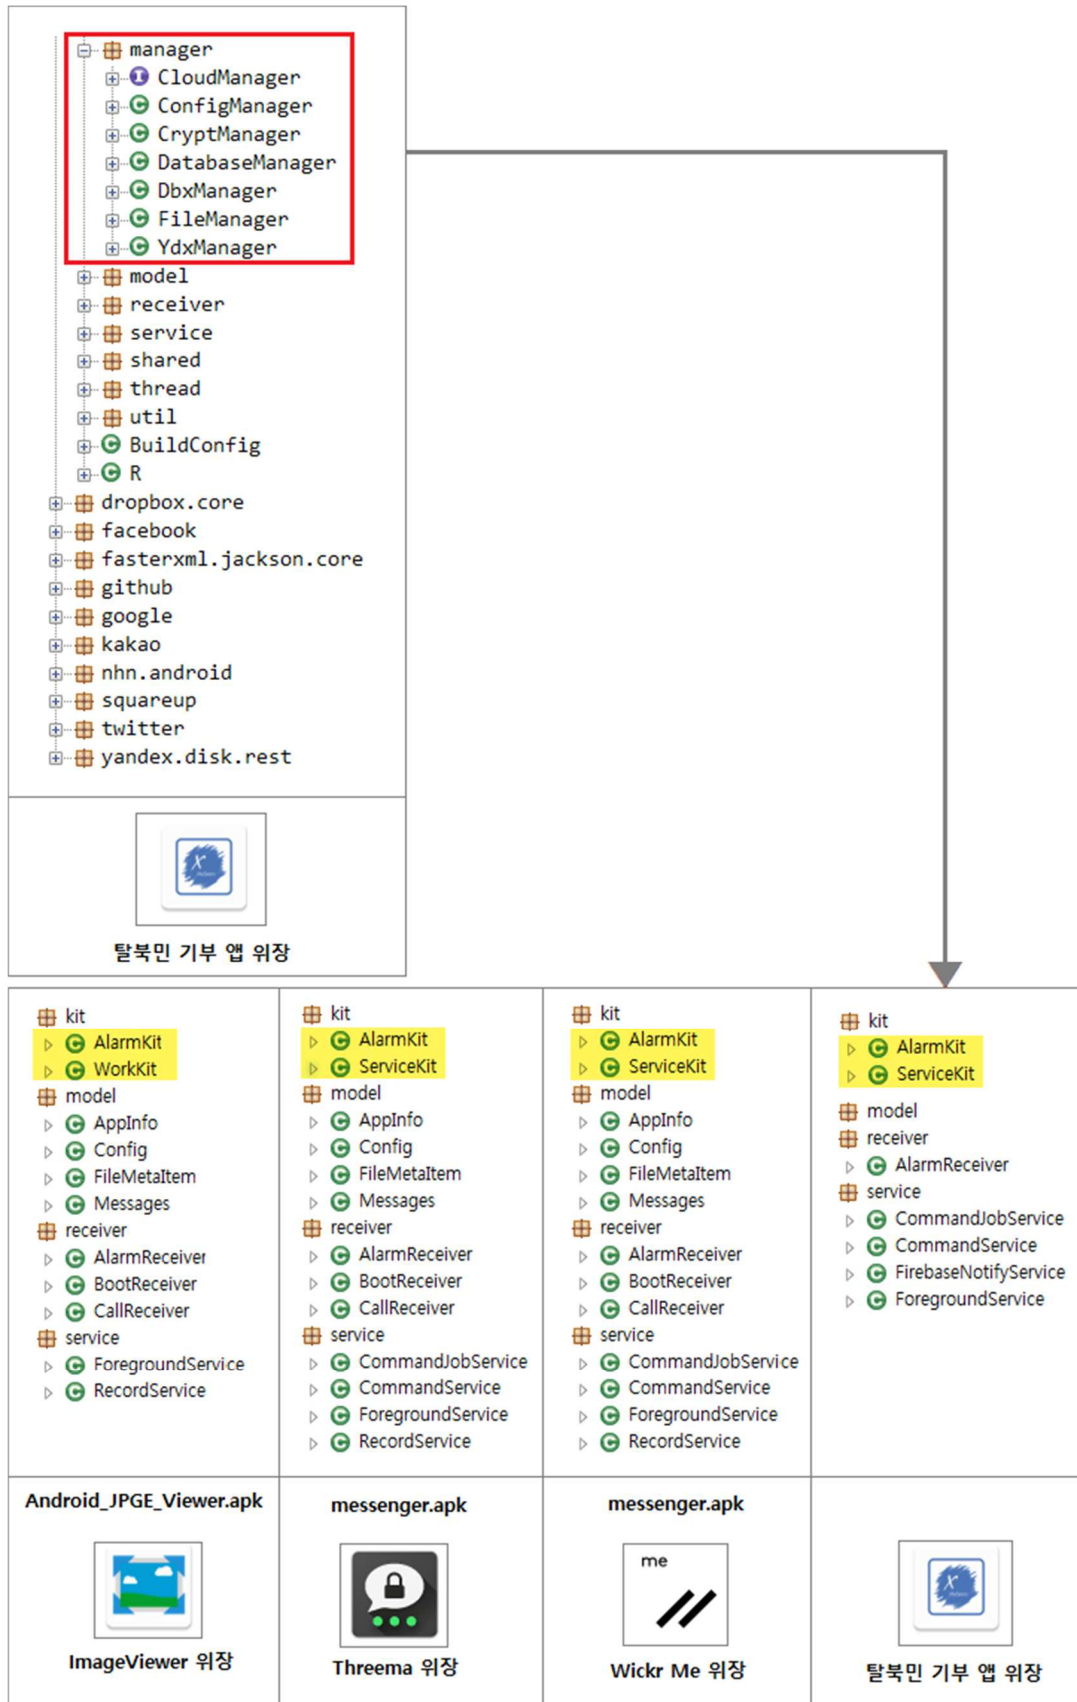 manager
CloudManager
ConfigManager
CryptManager
DatabaseManager
DbxManager
FileManager
YdxManager
model
receiver
service
shared
thread
util
BuildConfig
R
dropbox.core
facebook
fasterxml.jackson.core
github
google
kakao
nhn.android
squareup
twitter
yandex.disk.rest
탈북민 기부 앱 위장
kit
AlarmKit
WorkKit
model
AppInfo
Config
FileMetaItem
Messages
receiver
AlarmReceiver
BootReceiver
CallReceiver
service
ForegroundService
RecordService
Android_JPGE_Viewer.apk
ImageViewer 위장
kit
AlarmKit
ServiceKit
model
AppInfo
Config
FileMetaItem
Messages
receiver
AlarmReceiver
BootReceiver
CallReceiver
service
CommandJobService
CommandService
ForegroundService
RecordService
messenger.apk
Threema 위장
kit
AlarmKit
ServiceKit
model
AppInfo
Config
FileMetaItem
Messages
receiver
AlarmReceiver
BootReceiver
CallReceiver
service
CommandJobService
CommandService
ForegroundService
RecordService
messenger.apk
me
Wickr Me 위장
kit
AlarmKit
ServiceKit
model
receiver
AlarmReceiver
service
CommandJobService
CommandService
FirebaseNotifyService
ForegroundService
탈북민 기부 앱 위장